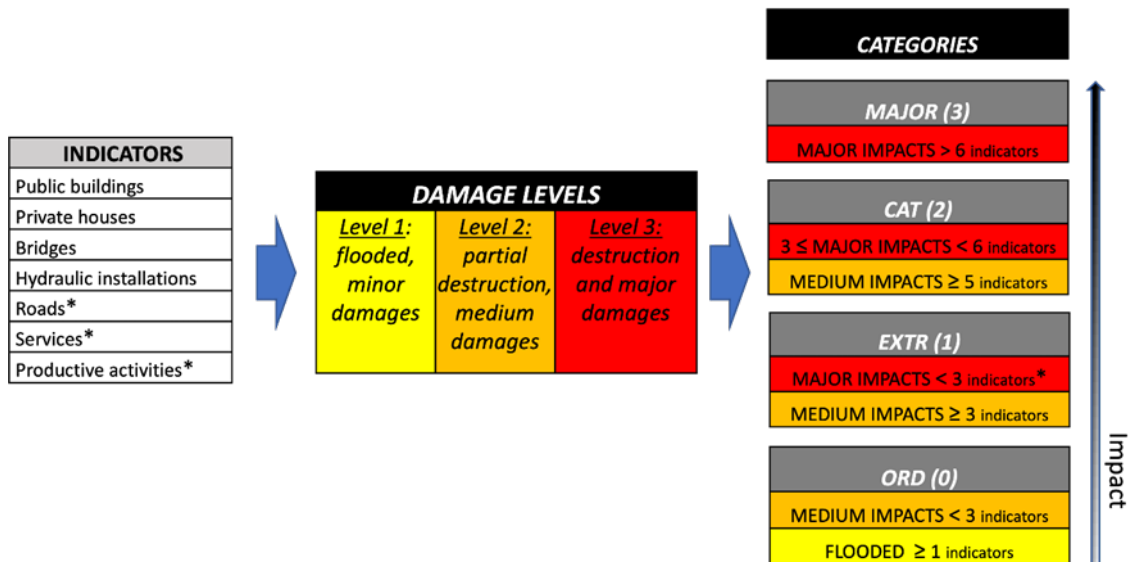 INDICATORS
Public buildings
Private houses
Bridges
Hydraulic installations
Roads*
Services*
Productive activities*
DAMAGE LEVELS
Level 1:
flooded,
minor
damages
Level 2:
partial
destruction,
medium
damages
Level 3:
destruction
and major
damages
CATEGORIES
MAJOR (3)
MAJOR IMPACTS > 6 indicators
CAT (2)
3 ≤ MAJOR IMPACTS < 6 indicators
MEDIUM IMPACTS ≥ 5 indicators
EXTR (1)
MAJOR IMPACTS < 3 indicators*
MEDIUM IMPACTS ≥ 3 indicators
ORD (0)
MEDIUM IMPACTS < 3 indicators
FLOODED ≥ 1 indicators
Impact